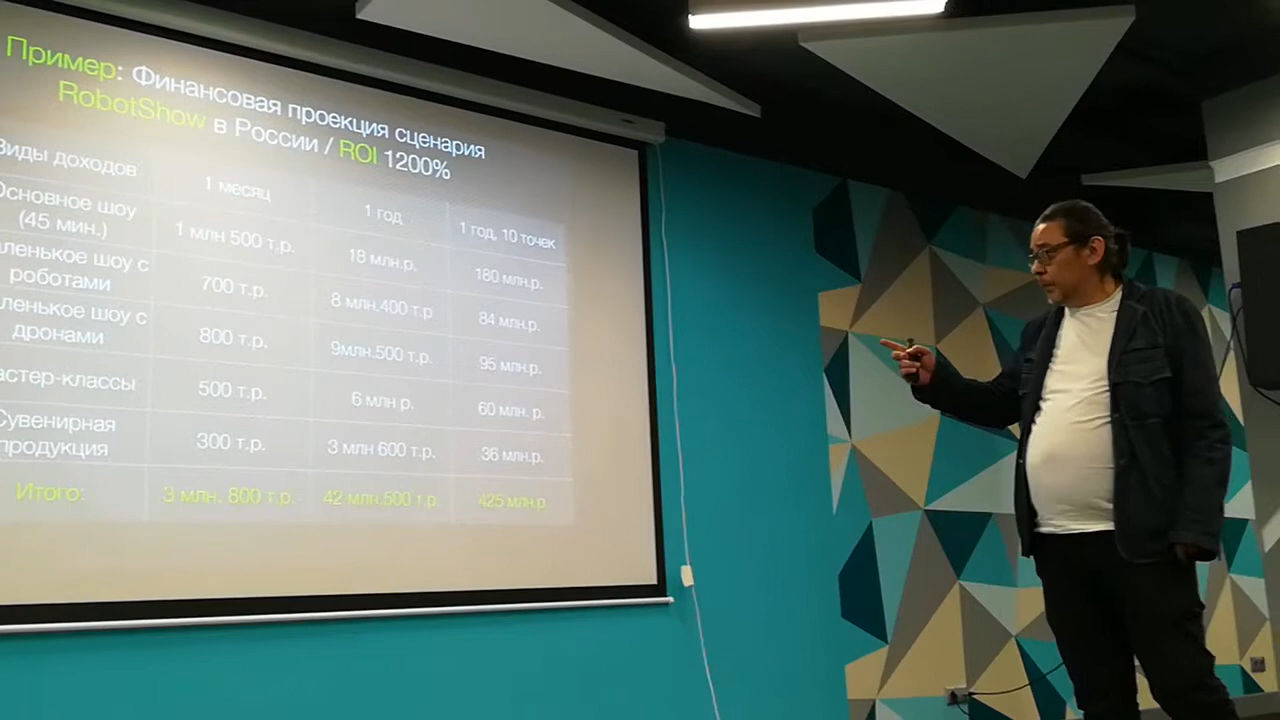 Пример: Финансовая проекция сценария
RobotShow в России / ROI 1200%
Виды доходов 1 месяц 1 год 1 год, 10 точек
Основное шоу
(45 мин.) 1 млн 500 т.р. 18 млн.р. 180 млн.р.
аленькое шоу с
роботами 700 т.р. 8 млн.400 т.р 84 млн.р.
ленькое шоу с
дронами 800 т.р. 9млн.500 т.р. 95 млн.р.
астер-классы 500 т.р. 6 млн р. 60 млн. р.
Сувенирная
продукция 300 т.р. 3 млн 600 т.р. 36 млн.р.
Итого: 3 млн. 800 т.р. 42 млн.500 т.р. 425 млн.р